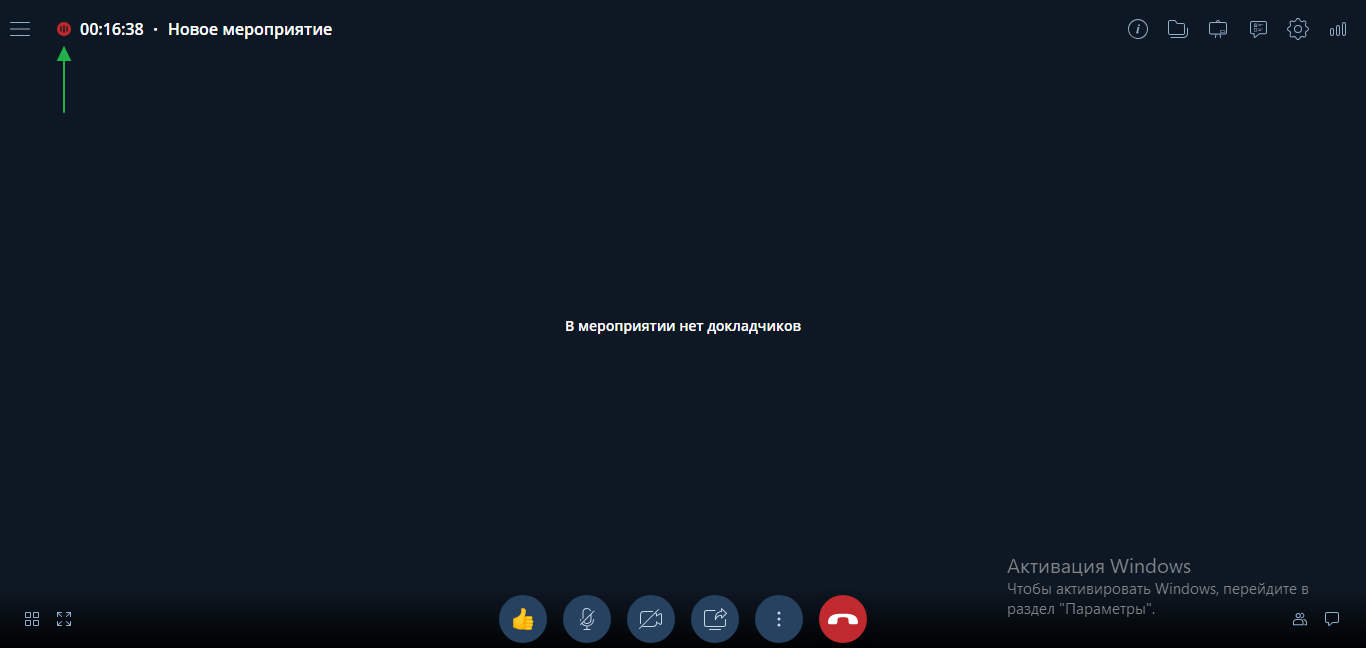 00:16:38 · Новое мероприятие
В мероприятии нет докладчиков
Активация Windows
Чтобы активировать Windows, перейдите в
раздел "Параметры".